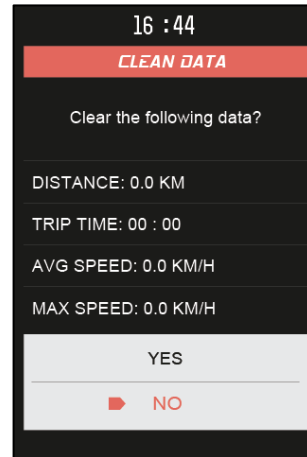 16 :44
CLEAN DATA
Clear the following data?
DISTANCE: 0.0 KM
TRIP TIME: 00 : 00
AVG SPEED: 0.0 KM/H
MAX SPEED: 0.0 KM/H
YES
NO